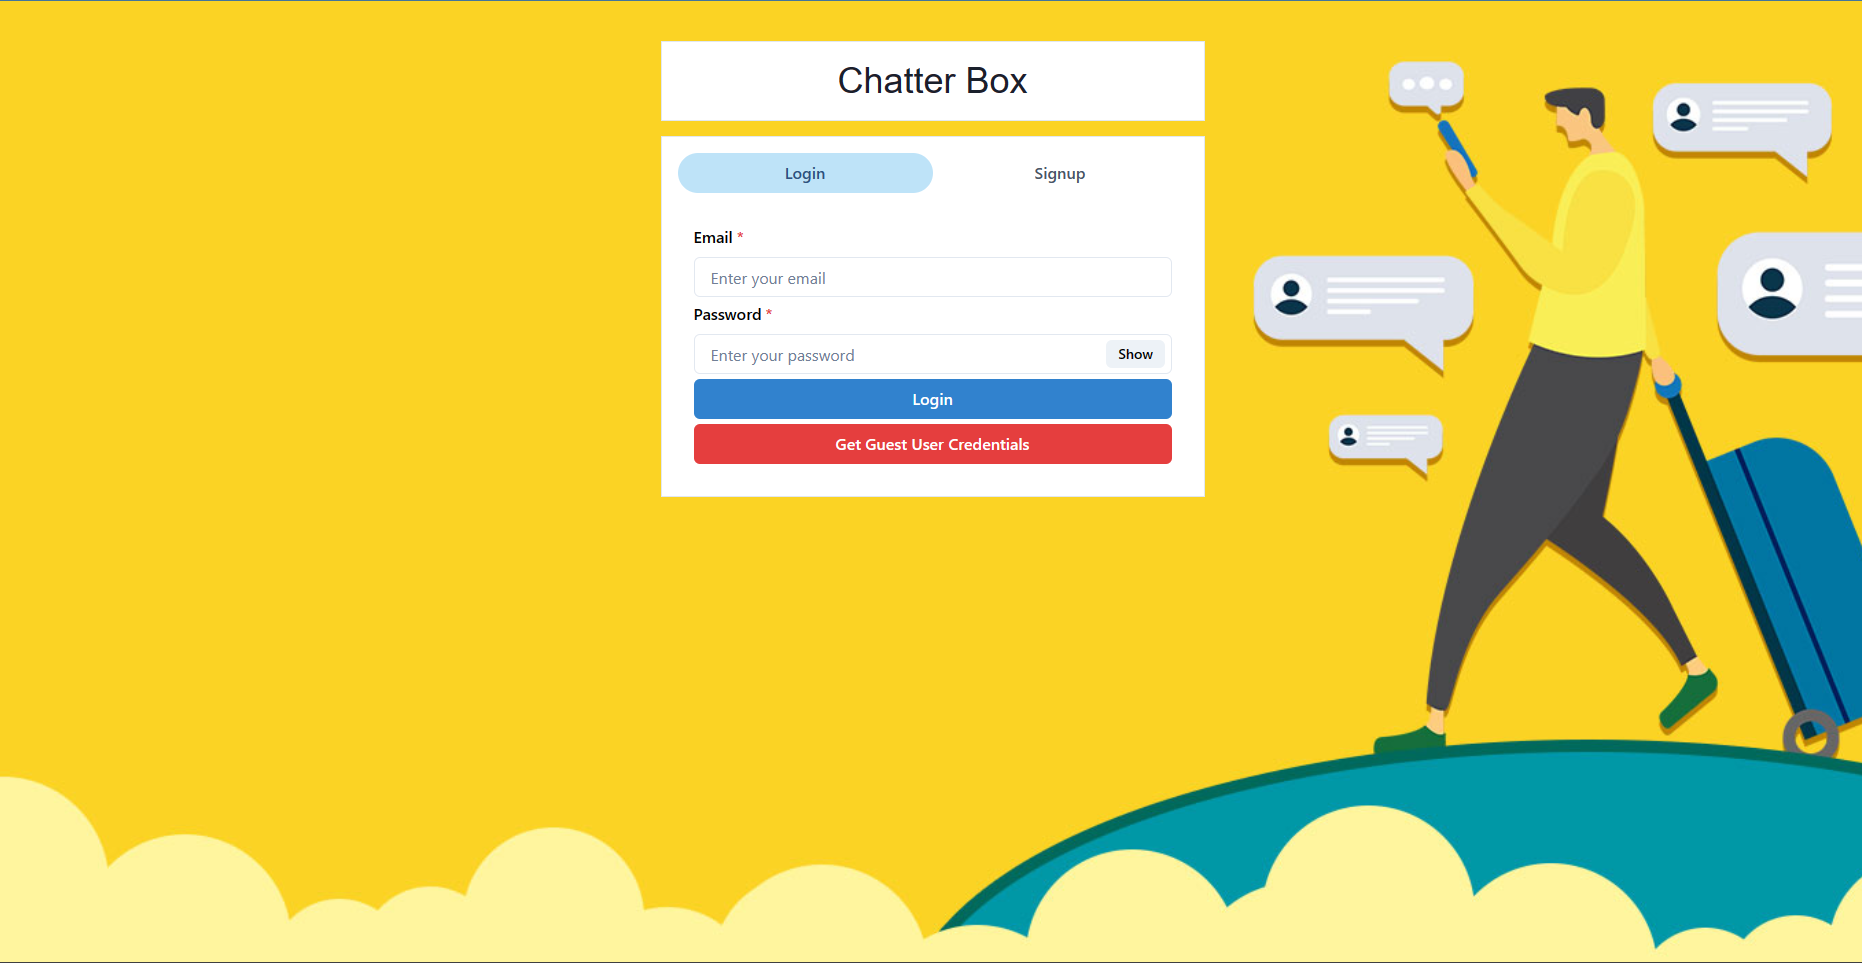 Chatter Box
Login Signup
Email *
Enter your email
Password *
Enter your password Show
Login
Get Guest User Credentials